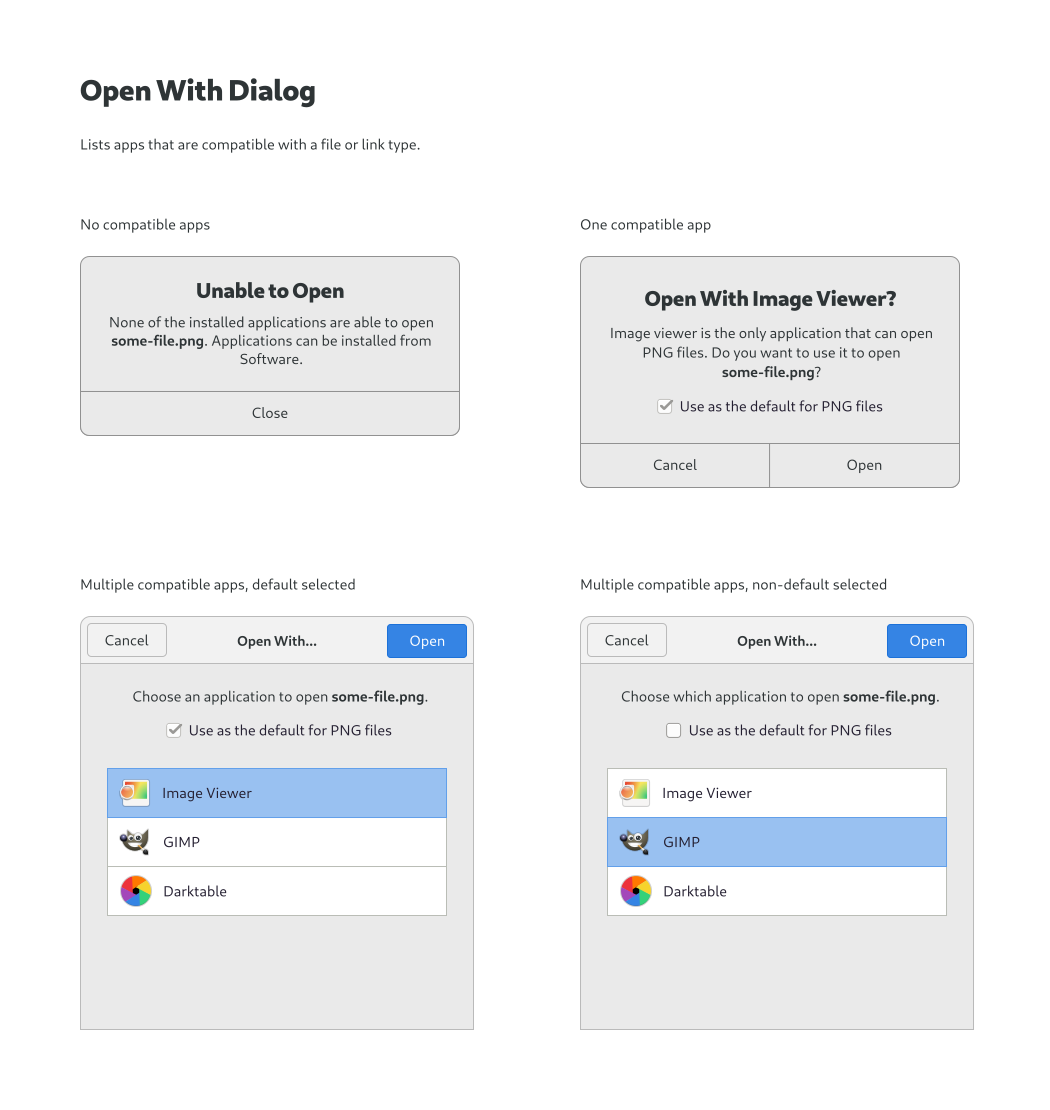 Open With Dialog
Lists apps that are compatible with a file or link type.
No compatible apps
Unable to Open
None of the installed applications are able to open
some-file.png. Applications can be installed from
Software.
Close
One compatible app
Open With Image Viewer?
Image viewer is the only application that can open
PNG files. Do you want to use it to open
some-file.png?
Use as the default for PNG files
Cancel
Open
Multiple compatible apps, default selected
Cancel
Open With...
Open
Choose an application to open some-file.png.
Use as the default for PNG files
Image Viewer
GIMP
Darktable
Multiple compatible apps, non-default selected
Cancel
Open With...
Open
Choose which application to open some-file.png.
Use as the default for PNG files
Image Viewer
GIMP
Darktable